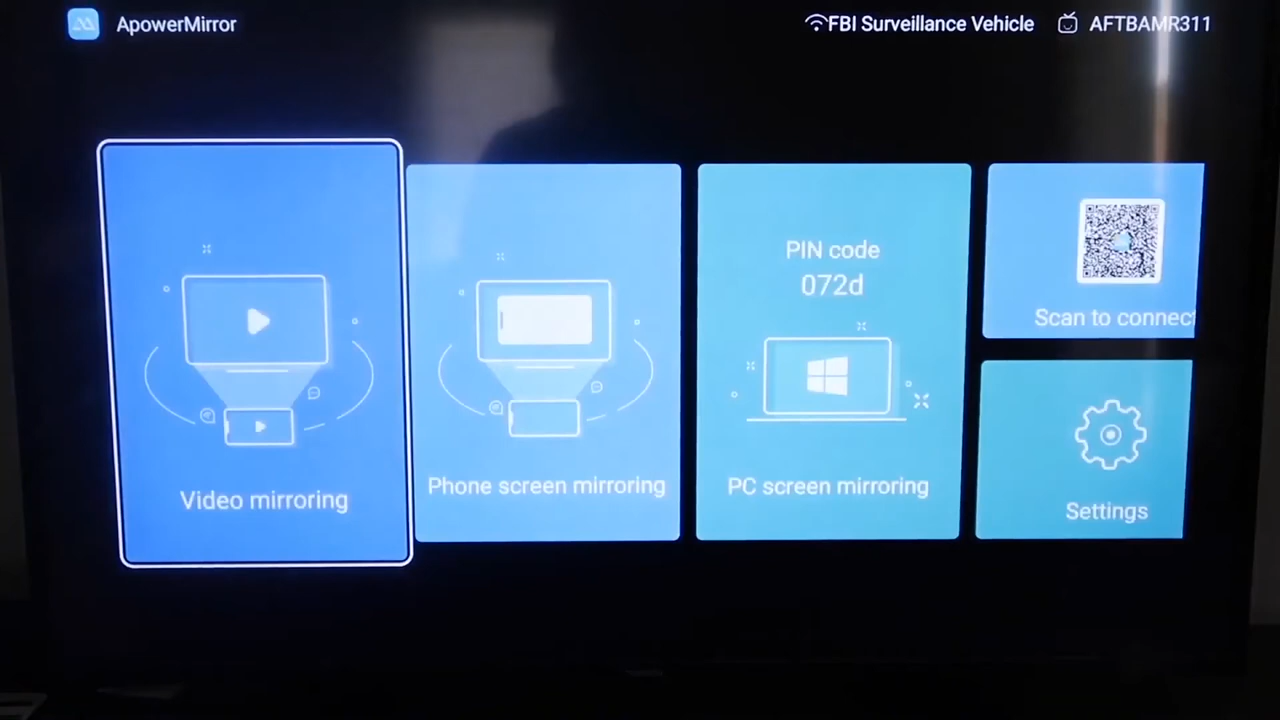 ApowerMirror
FBI Surveillance Vehicle
AFTBAMR311
Video mirroring
Phone screen mirroring
PIN code
072d
PC screen mirroring
Scan to connect
Settings